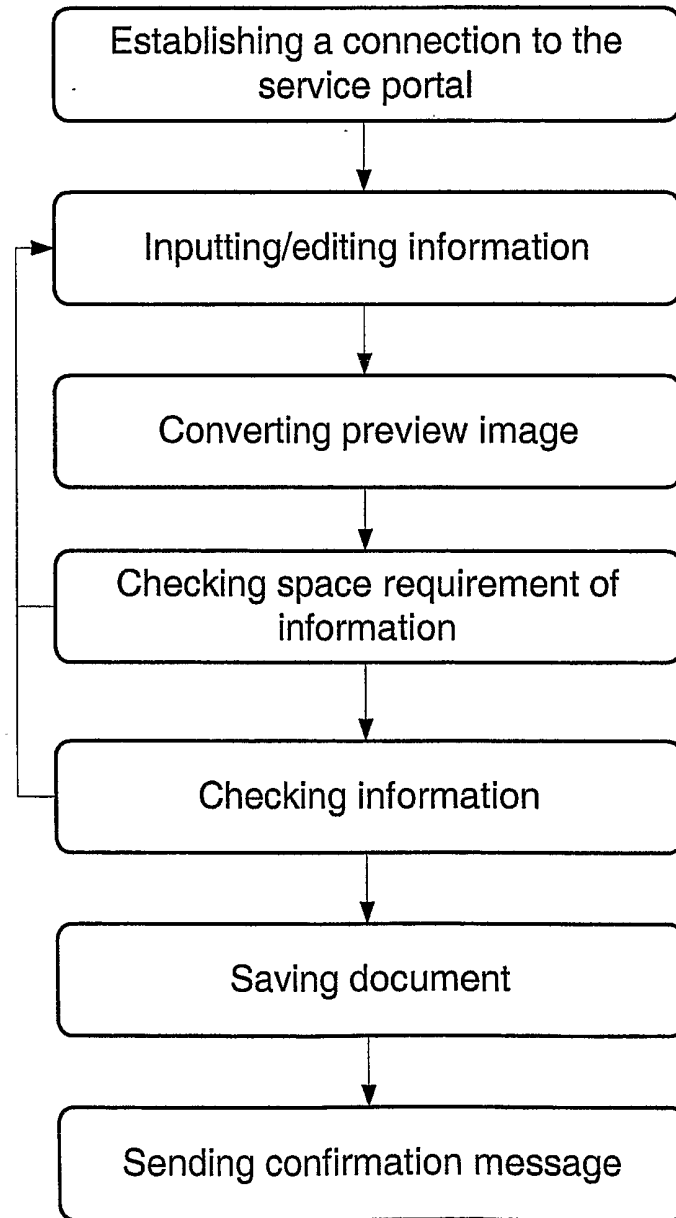 Establishing a connection to the
service portal
Inputting/editing information
Converting preview image
Checking space requirement of
information
Checking information
Saving document
Sending confirmation message